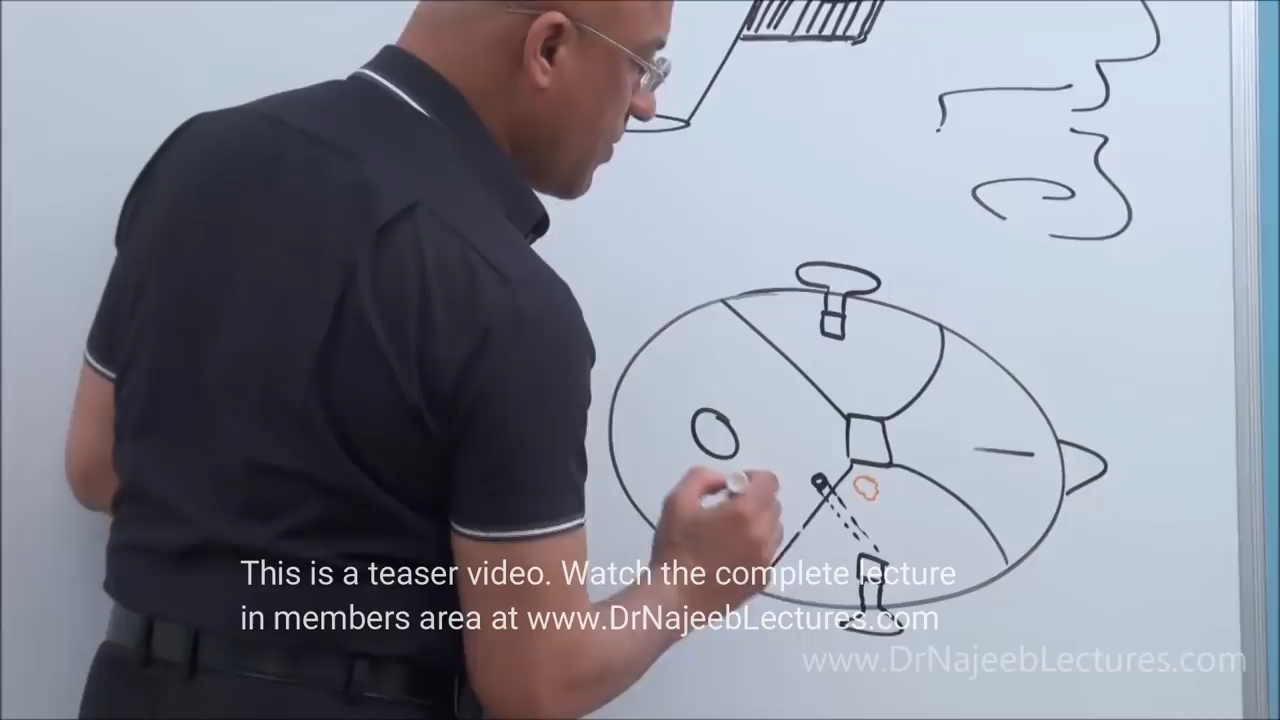 This is a teaser video. Watch the complete lecture
in members area at www.DrNajeebLectures.com
www.DrNajeebLectures.com